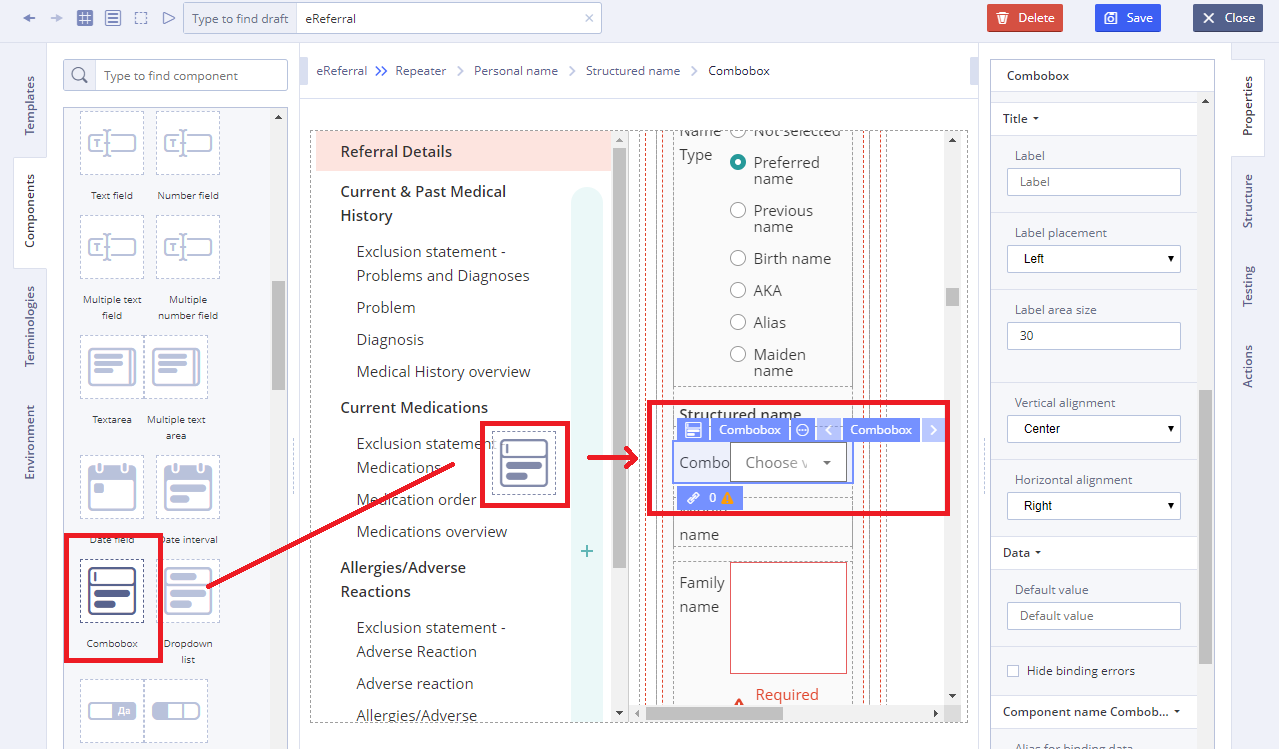 Type to find draft
eReferral
Delete
Save
Close
Templates
Components
Terminologies
Environment
Type to find component
Text field
Number field
Multiple text
field
Multiple
number field
Textarea
Multiple text
area
Date field
Date interval
Combobox
Dropdown
list
Да
eReferral
Repeater
Personal name
Structured name
Combobox
Referral Details
Current & Past Medical
History
Exclusion statement -
Problems and Diagnoses
Problem
Diagnosis
Medical History overview
Current Medications
Exclusion statement
Medications
Medication order
Medications overview
Allergies/Adverse
Reactions
Exclusion statement -
Adverse Reaction
Adverse reaction
Allergies/Adverse
Name
Type
Not selected
Preferred
name
Previous
name
Birth name
AKA
Alias
Maiden
name
Structured name
Combobox
Combobox
Combo
Choose v
0
name
Family
name
Required
Combobox
Title
Label
Label
Label placement
Left
Label area size
30
Vertical alignment
Center
Horizontal alignment
Right
Data
Default value
Default value
Hide binding errors
Component name Combob...
Alias for binding data
Properties
Structure
Testing
Actions